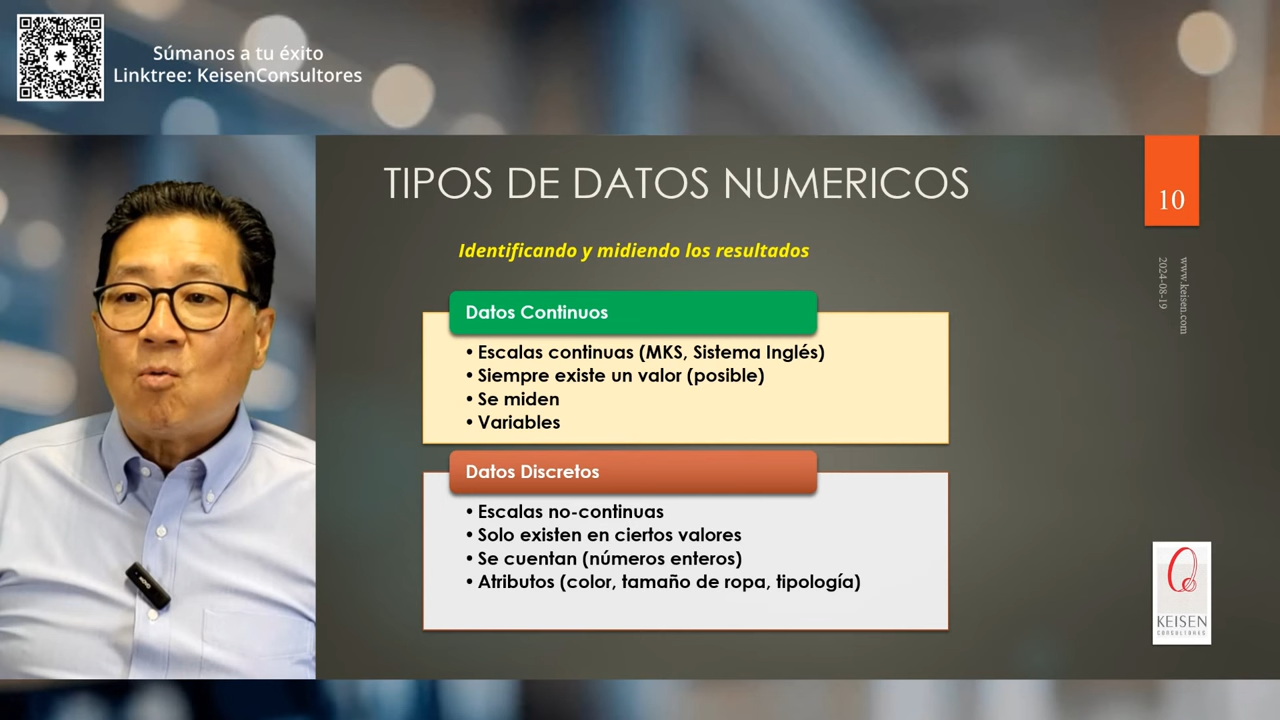 Súmanos a tu éxito
Linktree: KeisenConsultores
TIPOS DE DATOS NUMERICOS
10
Identificando y midiendo los resultados
www.keisen.com
2024-08-19
Datos Continuos
• Escalas continuas (MKS, Sistema Inglés)
• Siempre existe un valor (posible)
• Se miden
• Variables
Datos Discretos
• Escalas no-continuas
• Solo existen en ciertos valores
• Se cuentan (números enteros)
• Atributos (color, tamaño de ropa, tipología)
KEISEN
CONSULTORES